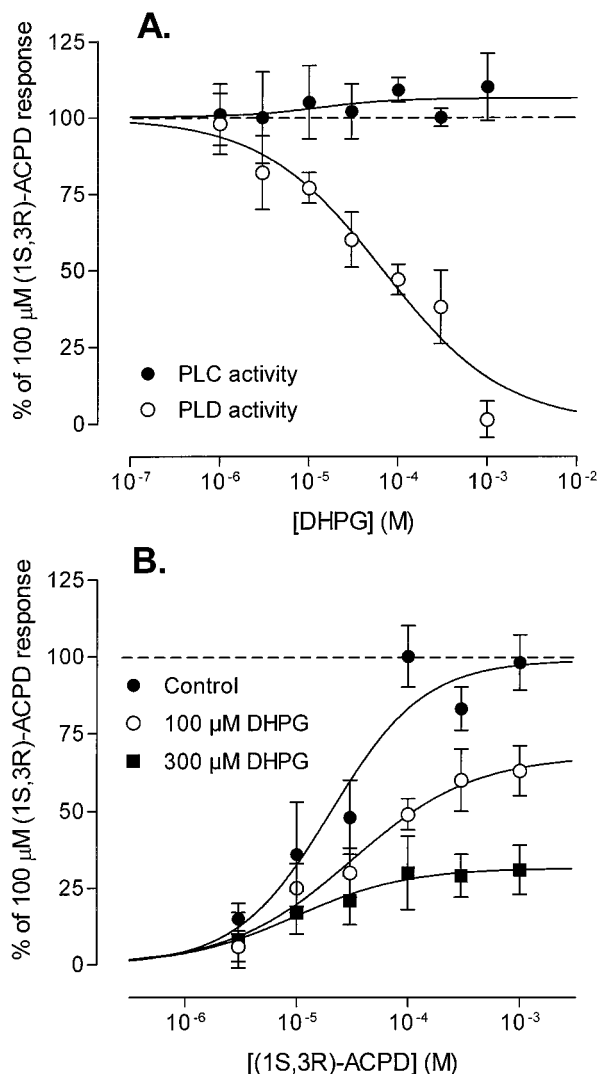 A.
% of 100 µM (1S,3R)-ACPD response
125
100
75
50
25
0
PLC activity
PLD activity
10-7
10-6
10-5
10-4
10-3
10-2
[DHPG] (M)
B.
% of 100 µM (1S,3R)-ACPD response
125
100
75
50
25
0
Control
100 µM DHPG
300 µM DHPG
10-6
10-5
10-4
10-3
[(1S,3R)-ACPD] (M)